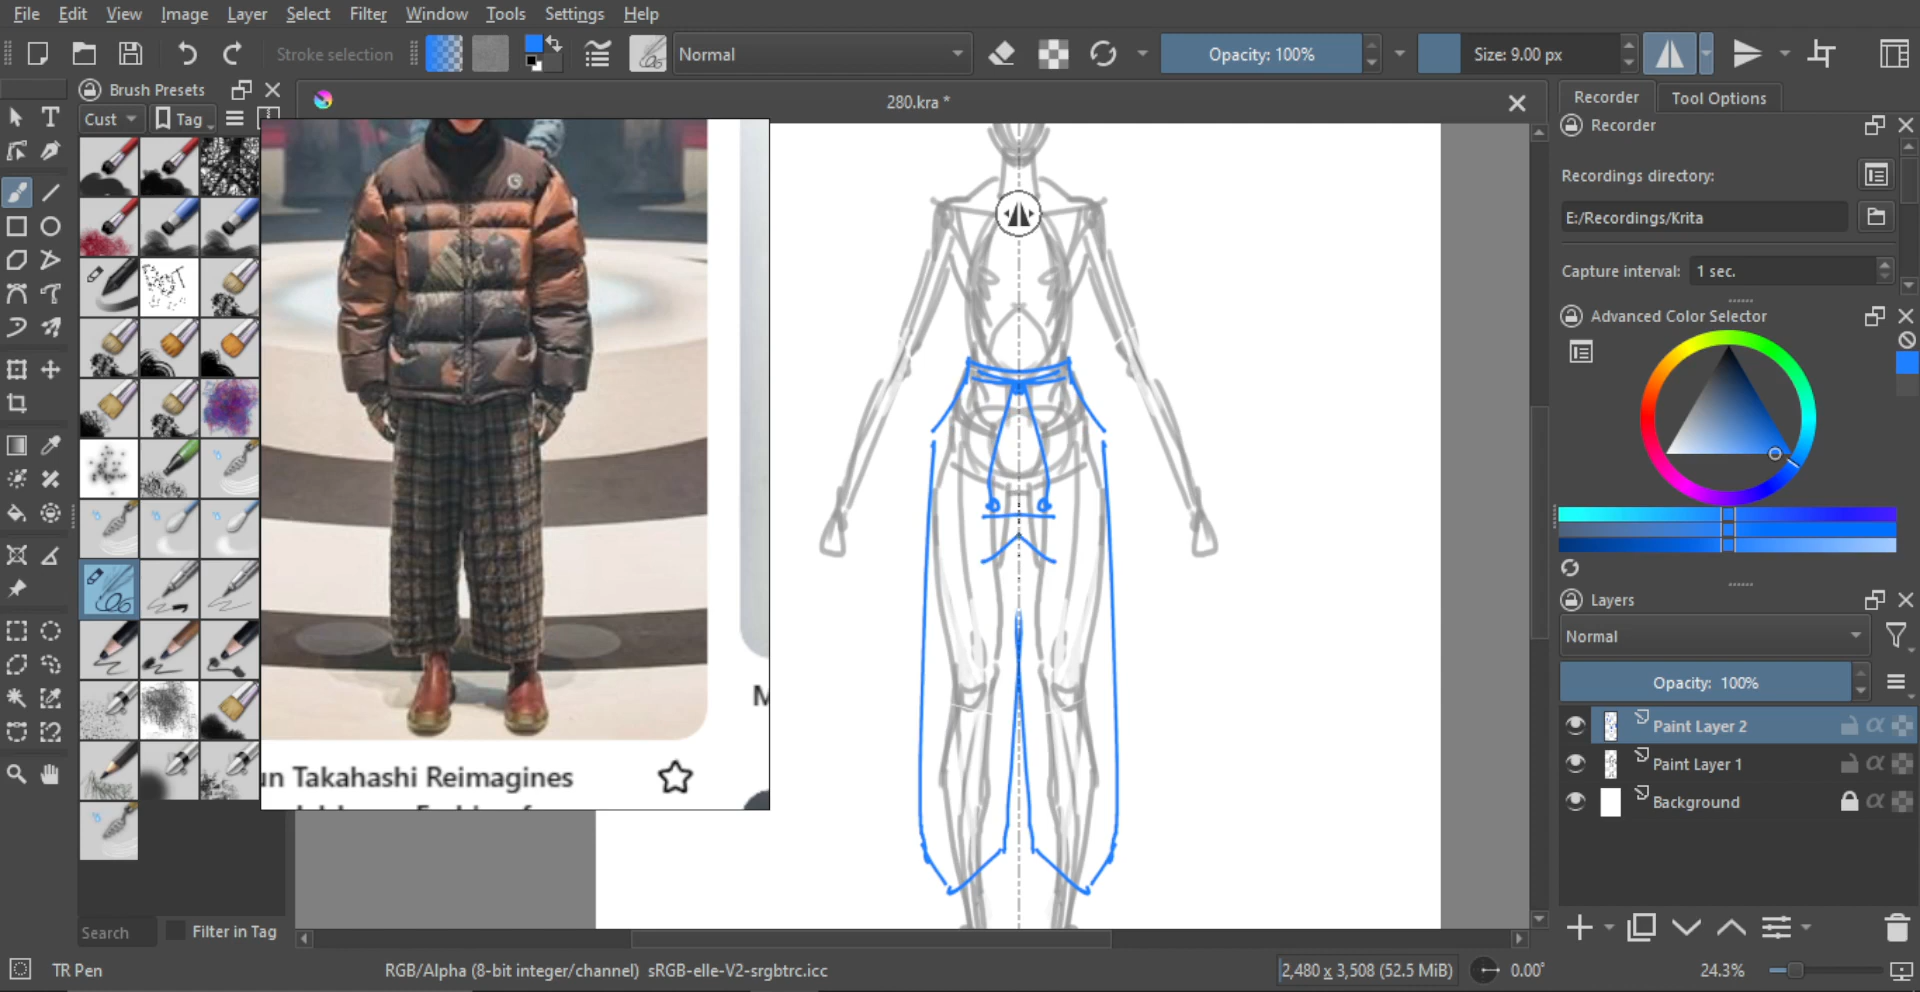 File Edit View Image Layer Select Filter Window Tools Settings Help
Stroke selection Normal Opacity: 100% Size: 9.00 px
Brush Presets
Cust Tag
280.kra *
Recorder Tool Options
Recorder
Recordings directory:
E:/Recordings/Krita
Capture interval: 1 sec.
Advanced Color Selector
Layers
Normal
Opacity: 100%
Paint Layer 2
Paint Layer 1
Background
un Takahashi Reimagines
M
Search Filter in Tag
TR Pen RGB/Alpha (8-bit integer/channel) sRGB-elle-V2-srgbtrc.icc 2,480 x 3,508 (52.5 MiB) 0.00° 24.3%